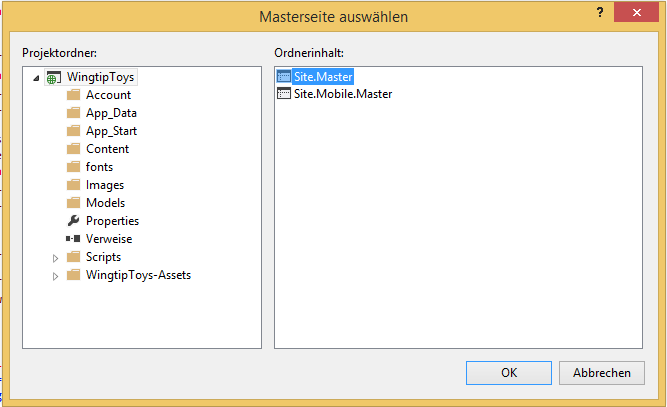 Masterseite auswählen
?
Projektordner:
Ordnerinhalt:
WingtipToys
Account
App_Data
App_Start
Content
fonts
Images
Models
Properties
Verweise
Scripts
WingtipToys-Assets
Site.Master
Site.Mobile.Master
OK
Abbrechen